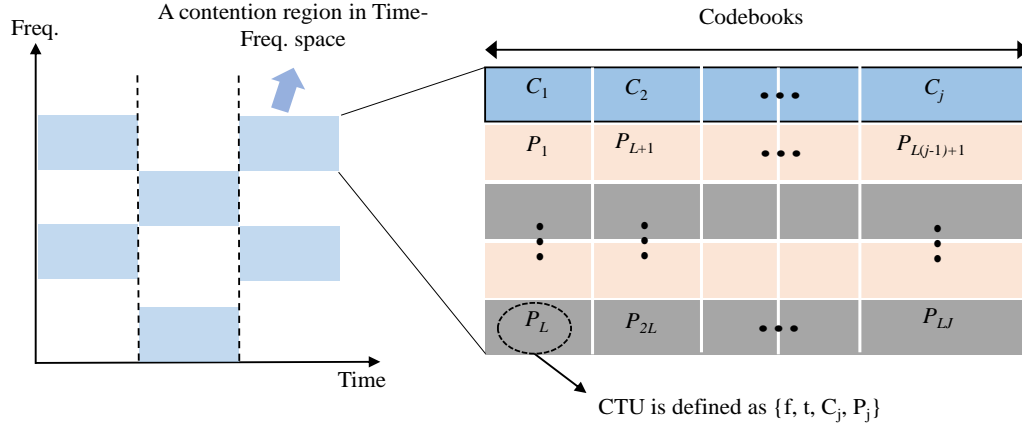 A contention region in Time-
Freq. space
Freq.
Time
Codebooks
C1 C2 ••• Cj
P1 PL+1 ••• PL(j-1)+1
PL P2L ••• PLJ
CTU is defined as {f, t, Cj, Pj}